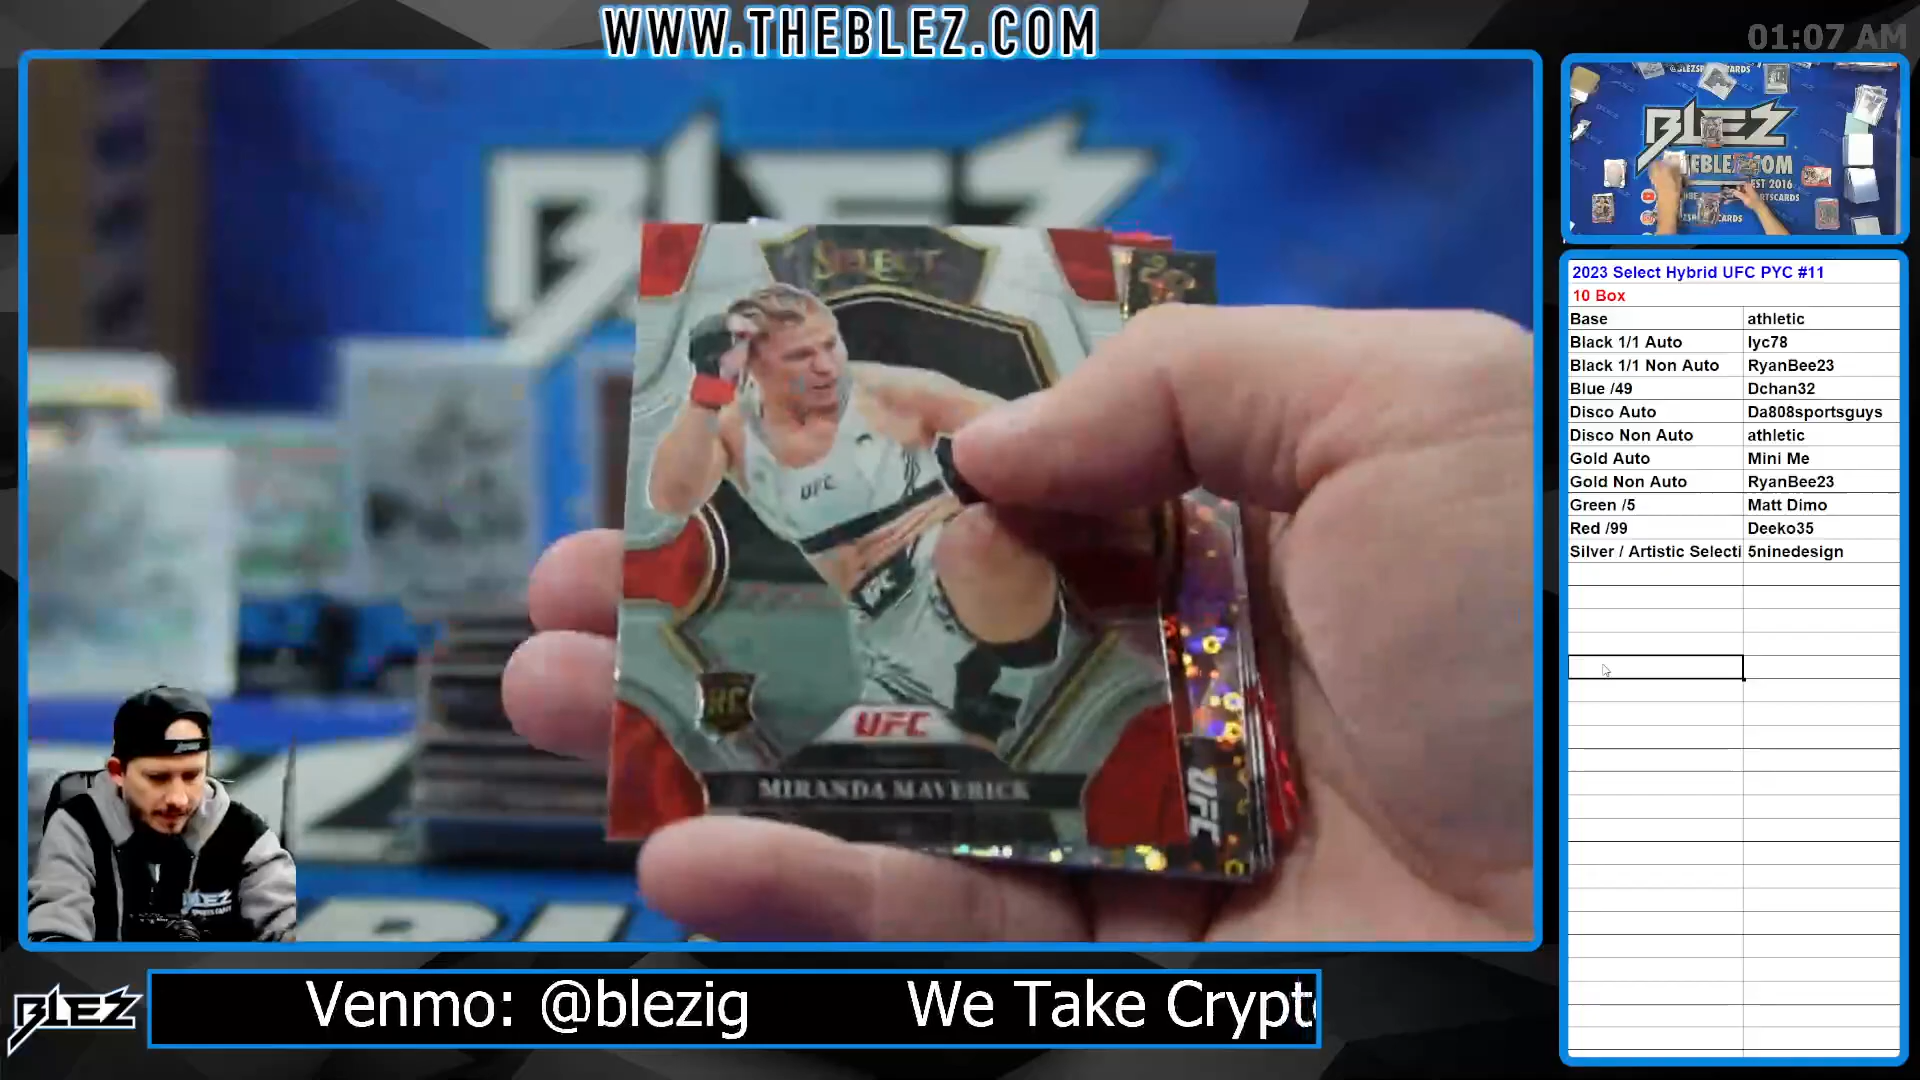 WWW.THEBLEZ.COM
01:07 AM
BLEZ
SELECT
UFC
RC
UFC
MIRANDA MAVERICK
UFC
BLEZ
EST 2016
2023 Select Hybrid UFC PYC #11
10 Box
Base athletic
Black 1/1 Auto lyc78
Black 1/1 Non Auto RyanBee23
Blue /49 Dchan32
Disco Auto Da808sportsguys
Disco Non Auto athletic
Gold Auto Mini Me
Gold Non Auto RyanBee23
Green /5 Matt Dimo
Red /99 Deeko35
Silver / Artistic Selecti 5ninedesign
BLEZ
Venmo: @blezig We Take Crypt